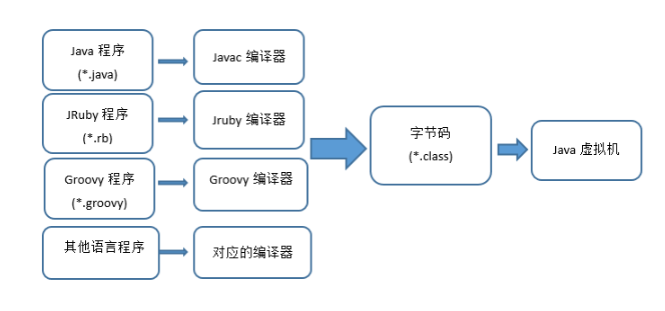 Java 程序
(*.java)
Javac 编译器
JRuby 程序
(*.rb)
Jruby 编译器
Groovy 程序
(*.groovy)
Groovy 编译器
其他语言程序
对应的编译器
字节码
(*.class)
Java 虚拟机